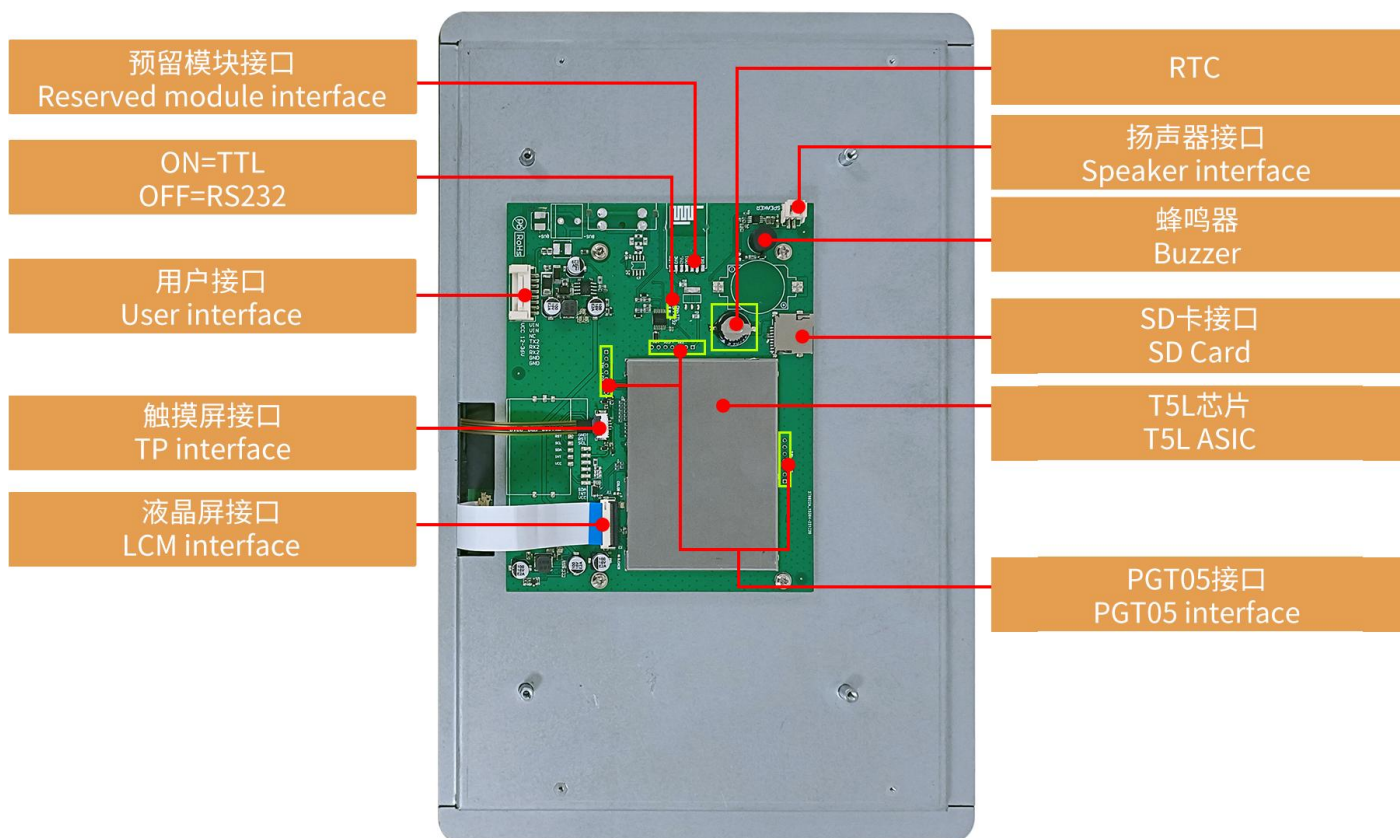 预留模块接口
Reserved module interface
ON=TTL
OFF=RS232
用户接口
User interface
触摸屏接口
TP interface
液晶屏接口
LCM interface
RTC
扬声器接口
Speaker interface
蜂鸣器
Buzzer
SD卡接口
SD Card
T5L芯片
T5L ASIC
PGT05接口
PGT05 interface
SPEAKER
RoHS